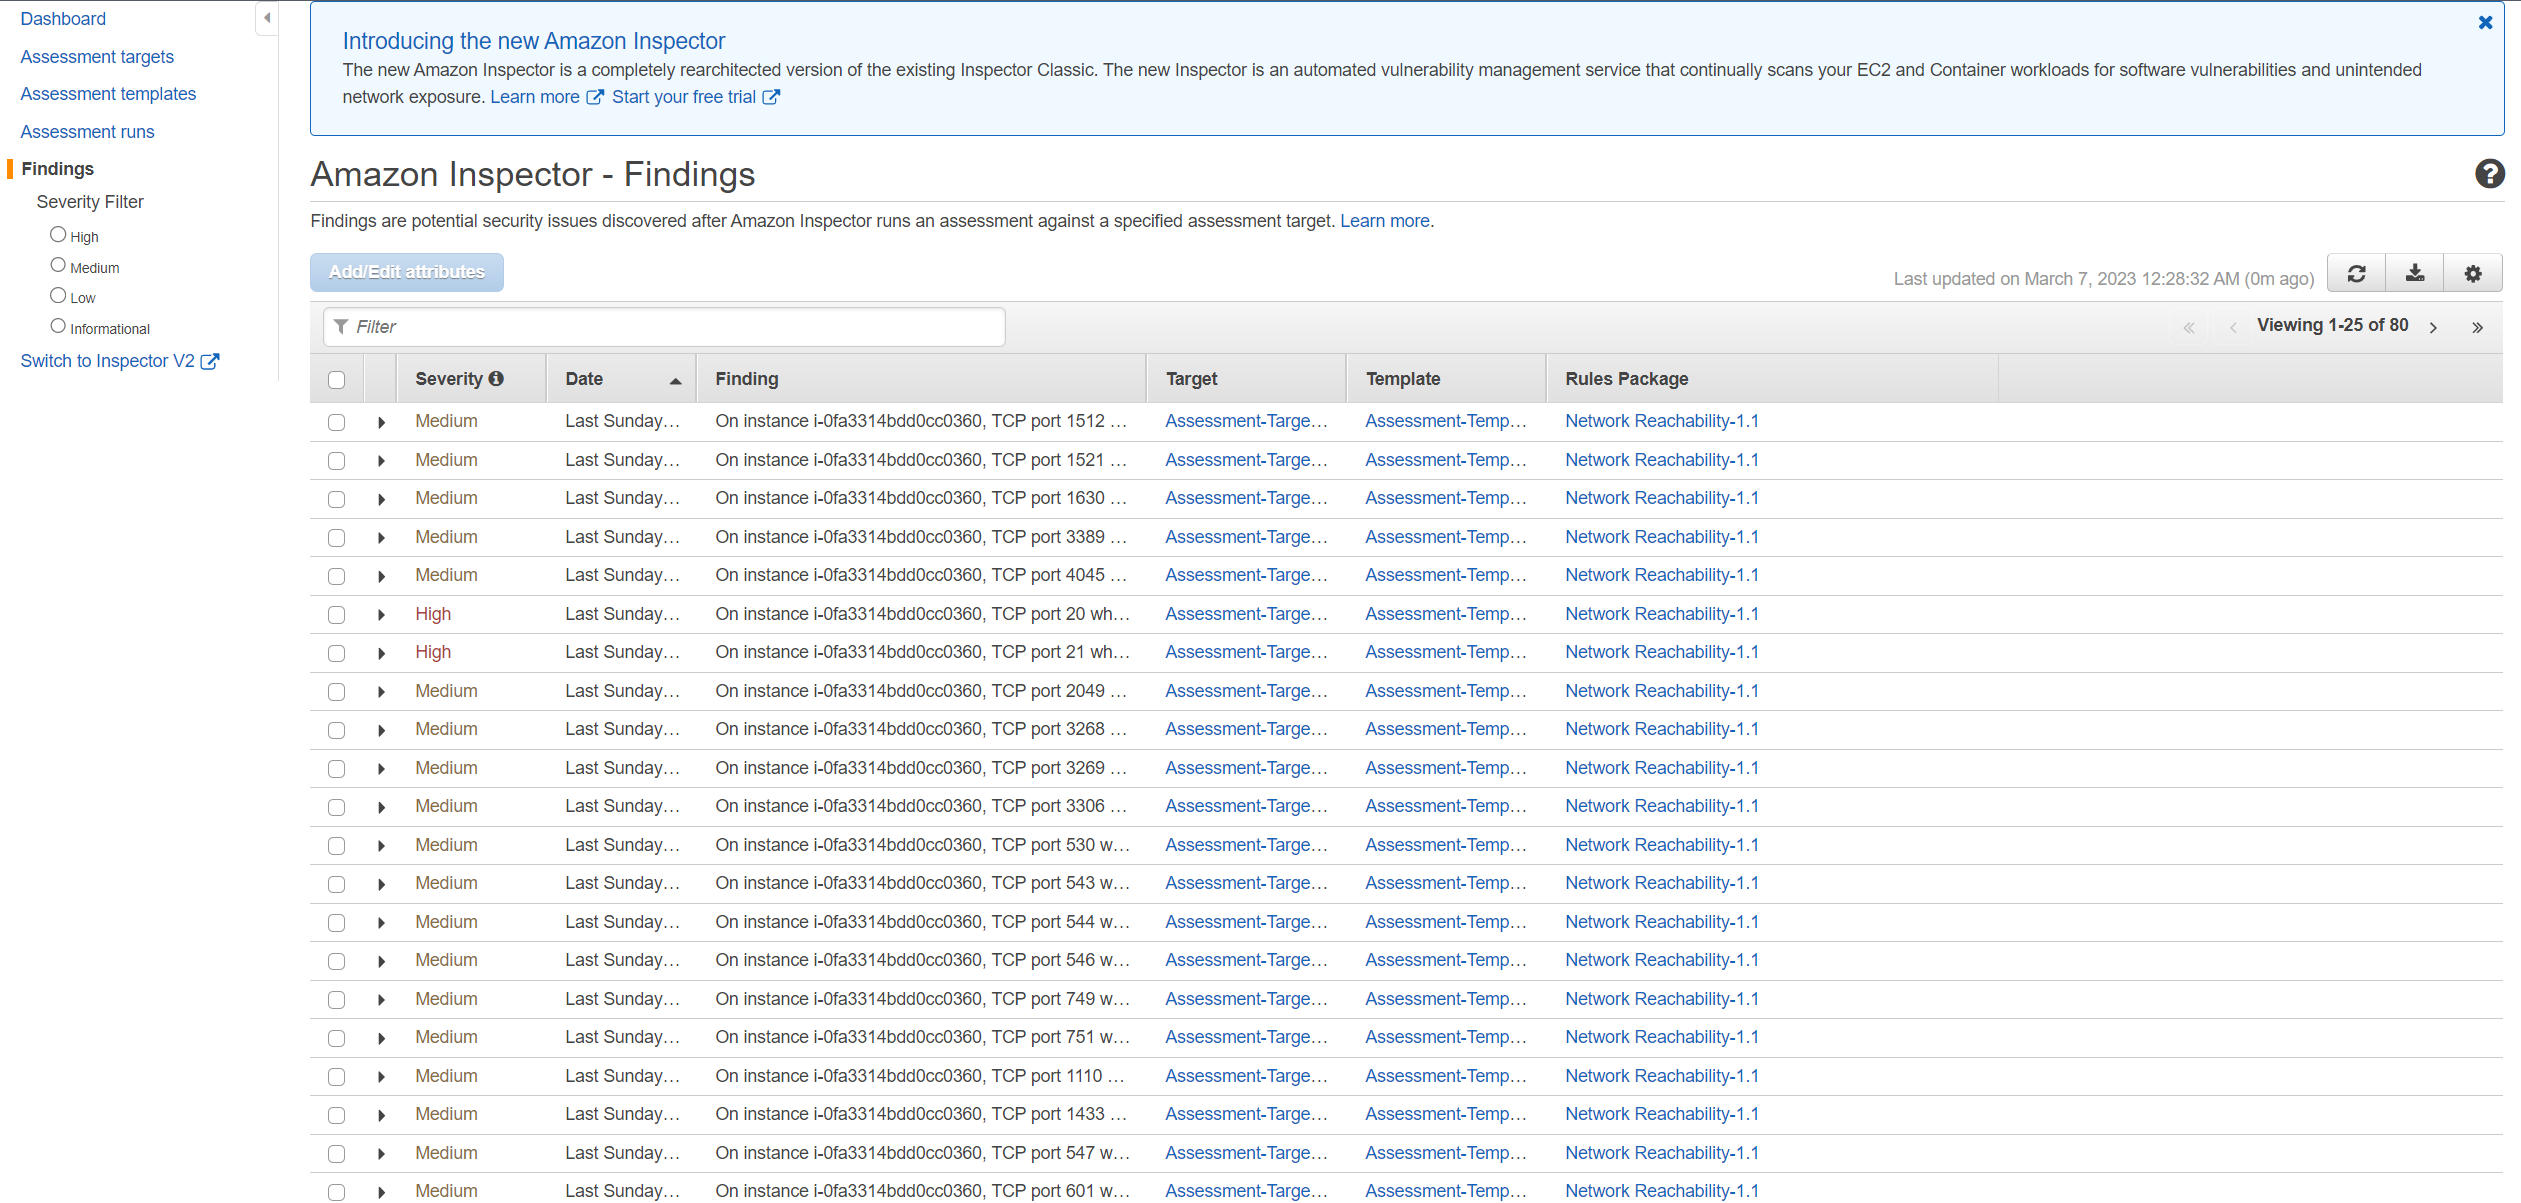 Dashboard
Assessment targets
Assessment templates
Assessment runs
Findings
Severity Filter
High
Medium
Low
Informational
Switch to Inspector V2
Introducing the new Amazon Inspector
The new Amazon Inspector is a completely rearchitected version of the existing Inspector Classic. The new Inspector is an automated vulnerability management service that continually scans your EC2 and Container workloads for software vulnerabilities and unintended
network exposure. Learn more Start your free trial
Amazon Inspector - Findings
Findings are potential security issues discovered after Amazon Inspector runs an assessment against a specified assessment target. Learn more.
Add/Edit attributes
Last updated on March 7, 2023 12:28:32 AM (0m ago)
Filter
Viewing 1-25 of 80
Severity Date Finding Target Template Rules Package
Medium Last Sunday… On instance i-0fa3314bdd0cc0360, TCP port 1512 … Assessment-Targe… Assessment-Temp… Network Reachability-1.1
Medium Last Sunday… On instance i-0fa3314bdd0cc0360, TCP port 1521 … Assessment-Targe… Assessment-Temp… Network Reachability-1.1
Medium Last Sunday… On instance i-0fa3314bdd0cc0360, TCP port 1630 … Assessment-Targe… Assessment-Temp… Network Reachability-1.1
Medium Last Sunday… On instance i-0fa3314bdd0cc0360, TCP port 3389 … Assessment-Targe… Assessment-Temp… Network Reachability-1.1
Medium Last Sunday… On instance i-0fa3314bdd0cc0360, TCP port 4045 … Assessment-Targe… Assessment-Temp… Network Reachability-1.1
High Last Sunday… On instance i-0fa3314bdd0cc0360, TCP port 20 wh… Assessment-Targe… Assessment-Temp… Network Reachability-1.1
High Last Sunday… On instance i-0fa3314bdd0cc0360, TCP port 21 wh… Assessment-Targe… Assessment-Temp… Network Reachability-1.1
Medium Last Sunday… On instance i-0fa3314bdd0cc0360, TCP port 2049 … Assessment-Targe… Assessment-Temp… Network Reachability-1.1
Medium Last Sunday… On instance i-0fa3314bdd0cc0360, TCP port 3268 … Assessment-Targe… Assessment-Temp… Network Reachability-1.1
Medium Last Sunday… On instance i-0fa3314bdd0cc0360, TCP port 3269 … Assessment-Targe… Assessment-Temp… Network Reachability-1.1
Medium Last Sunday… On instance i-0fa3314bdd0cc0360, TCP port 3306 … Assessment-Targe… Assessment-Temp… Network Reachability-1.1
Medium Last Sunday… On instance i-0fa3314bdd0cc0360, TCP port 530 w… Assessment-Targe… Assessment-Temp… Network Reachability-1.1
Medium Last Sunday… On instance i-0fa3314bdd0cc0360, TCP port 543 w… Assessment-Targe… Assessment-Temp… Network Reachability-1.1
Medium Last Sunday… On instance i-0fa3314bdd0cc0360, TCP port 544 w… Assessment-Targe… Assessment-Temp… Network Reachability-1.1
Medium Last Sunday… On instance i-0fa3314bdd0cc0360, TCP port 546 w… Assessment-Targe… Assessment-Temp… Network Reachability-1.1
Medium Last Sunday… On instance i-0fa3314bdd0cc0360, TCP port 749 w… Assessment-Targe… Assessment-Temp… Network Reachability-1.1
Medium Last Sunday… On instance i-0fa3314bdd0cc0360, TCP port 751 w… Assessment-Targe… Assessment-Temp… Network Reachability-1.1
Medium Last Sunday… On instance i-0fa3314bdd0cc0360, TCP port 1110 … Assessment-Targe… Assessment-Temp… Network Reachability-1.1
Medium Last Sunday… On instance i-0fa3314bdd0cc0360, TCP port 1433 … Assessment-Targe… Assessment-Temp… Network Reachability-1.1
Medium Last Sunday… On instance i-0fa3314bdd0cc0360, TCP port 547 w… Assessment-Targe… Assessment-Temp… Network Reachability-1.1
Medium Last Sunday… On instance i-0fa3314bdd0cc0360, TCP port 601 w… Assessment-Targe… Assessment-Temp… Network Reachability-1.1